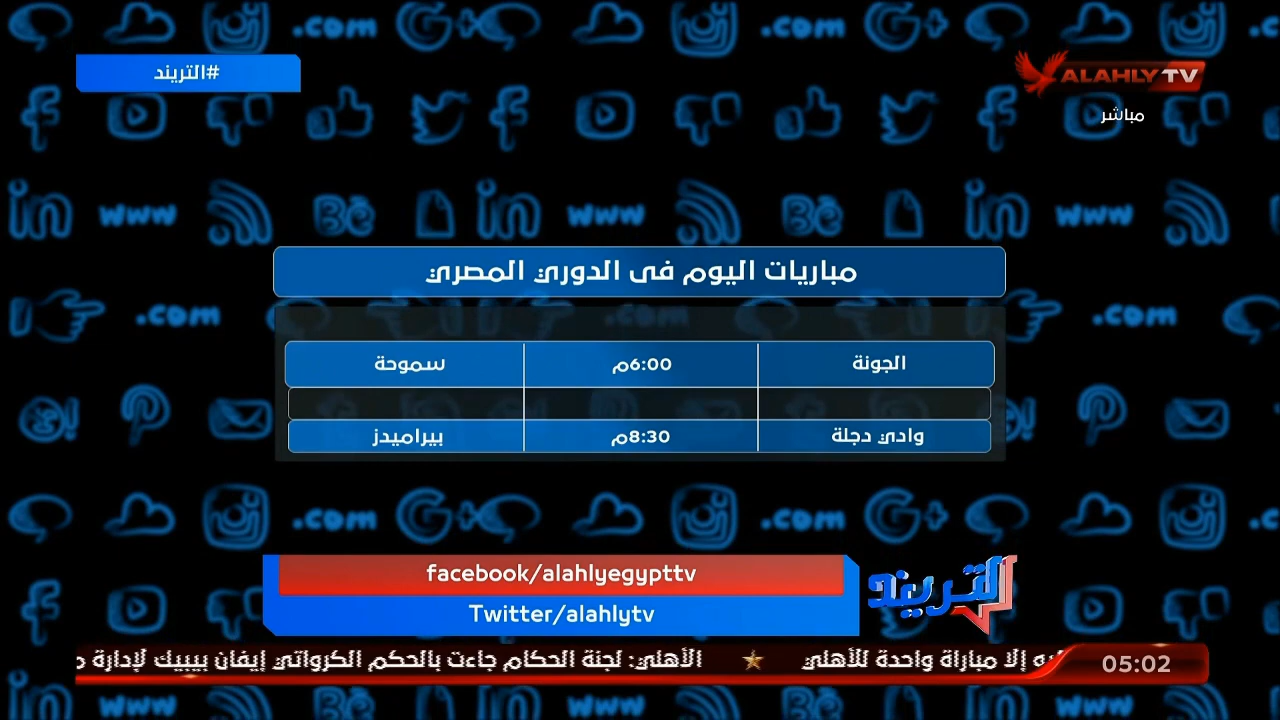 #التريند
ALAHLY TV
مباشر
مباريات اليوم فى الدوري المصري
الجونة 6:00م سموحة
وادي دجلة 8:30م بيراميدز
facebook/alahlyegypttv
Twitter/alahlytv
التريند
إلا مباراة واحدة للأهلي ★ الأهلي: لجنة الحكام جاءت بالحكم الكرواتي إيفان بيبيك لإدارة
05:02